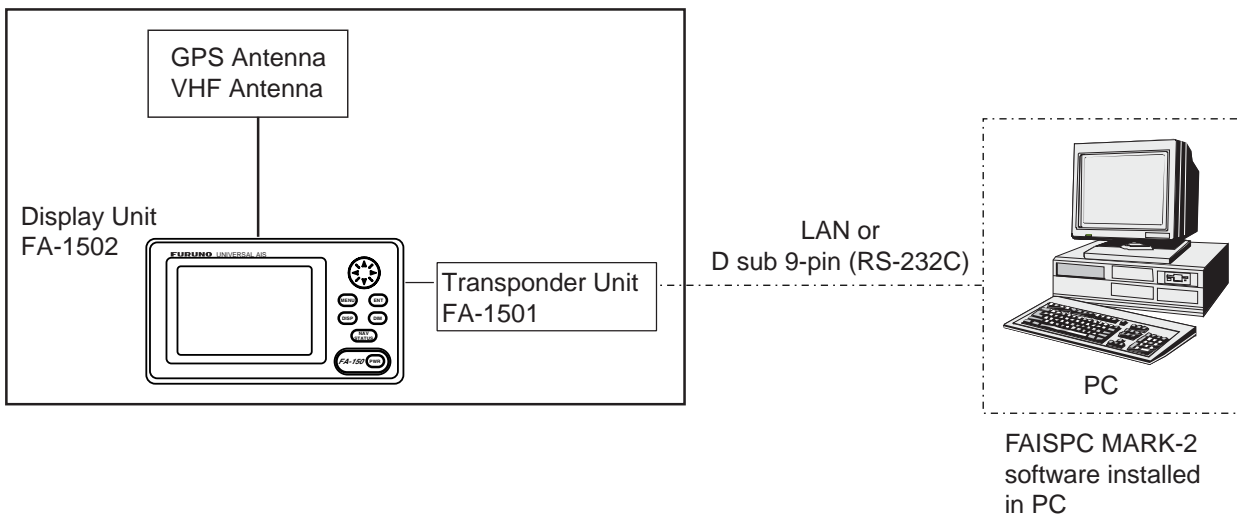 GPS Antenna
VHF Antenna
Display Unit
FA-1502
FURUNO UNIVERSAL AIS
MENU ENT
DISP DIM
NAV
STATUS
FA-150 PWR
Transponder Unit
FA-1501
LAN or
D sub 9-pin (RS-232C)
PC
FAISPC MARK-2
software installed
in PC